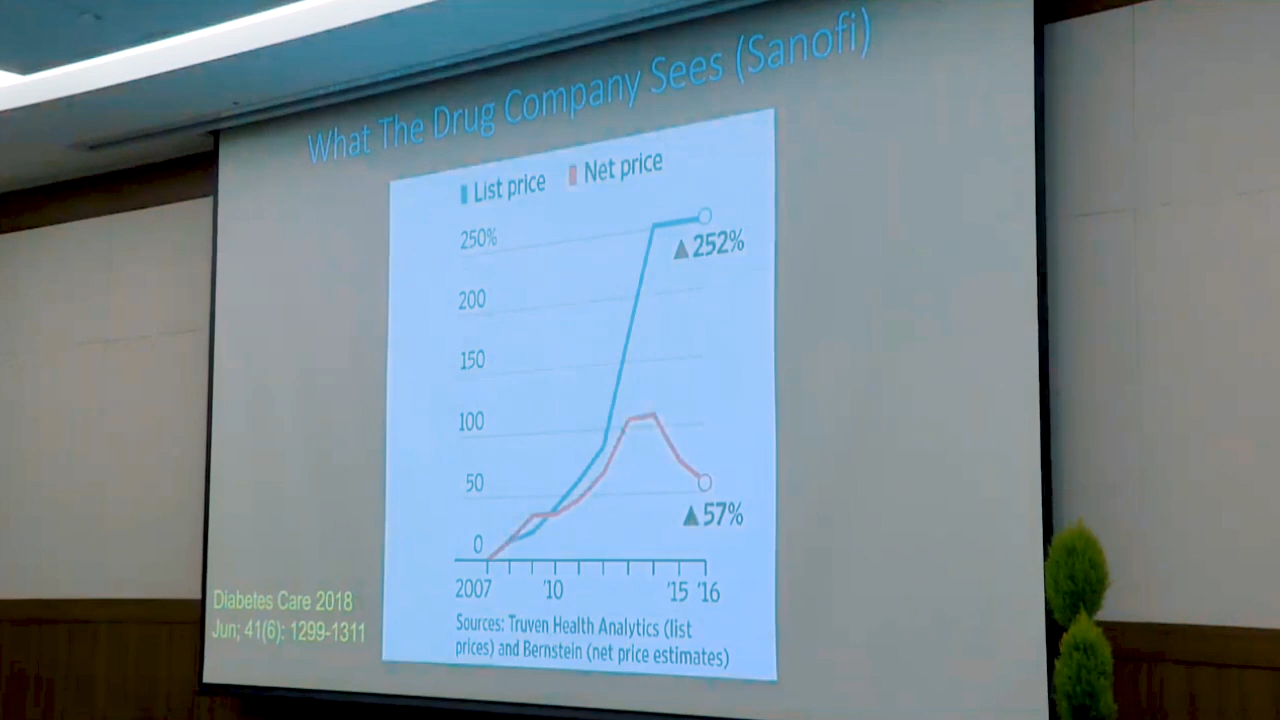 What The Drug Company Sees (Sanofi)
List price Net price
250%
▲252%
200
150
100
50
▲57%
0
2007 '10 '15 '16
Sources: Truven Health Analytics (list
prices) and Bernstein (net price estimates)
Diabetes Care 2018
Jun; 41(6): 1299-1311